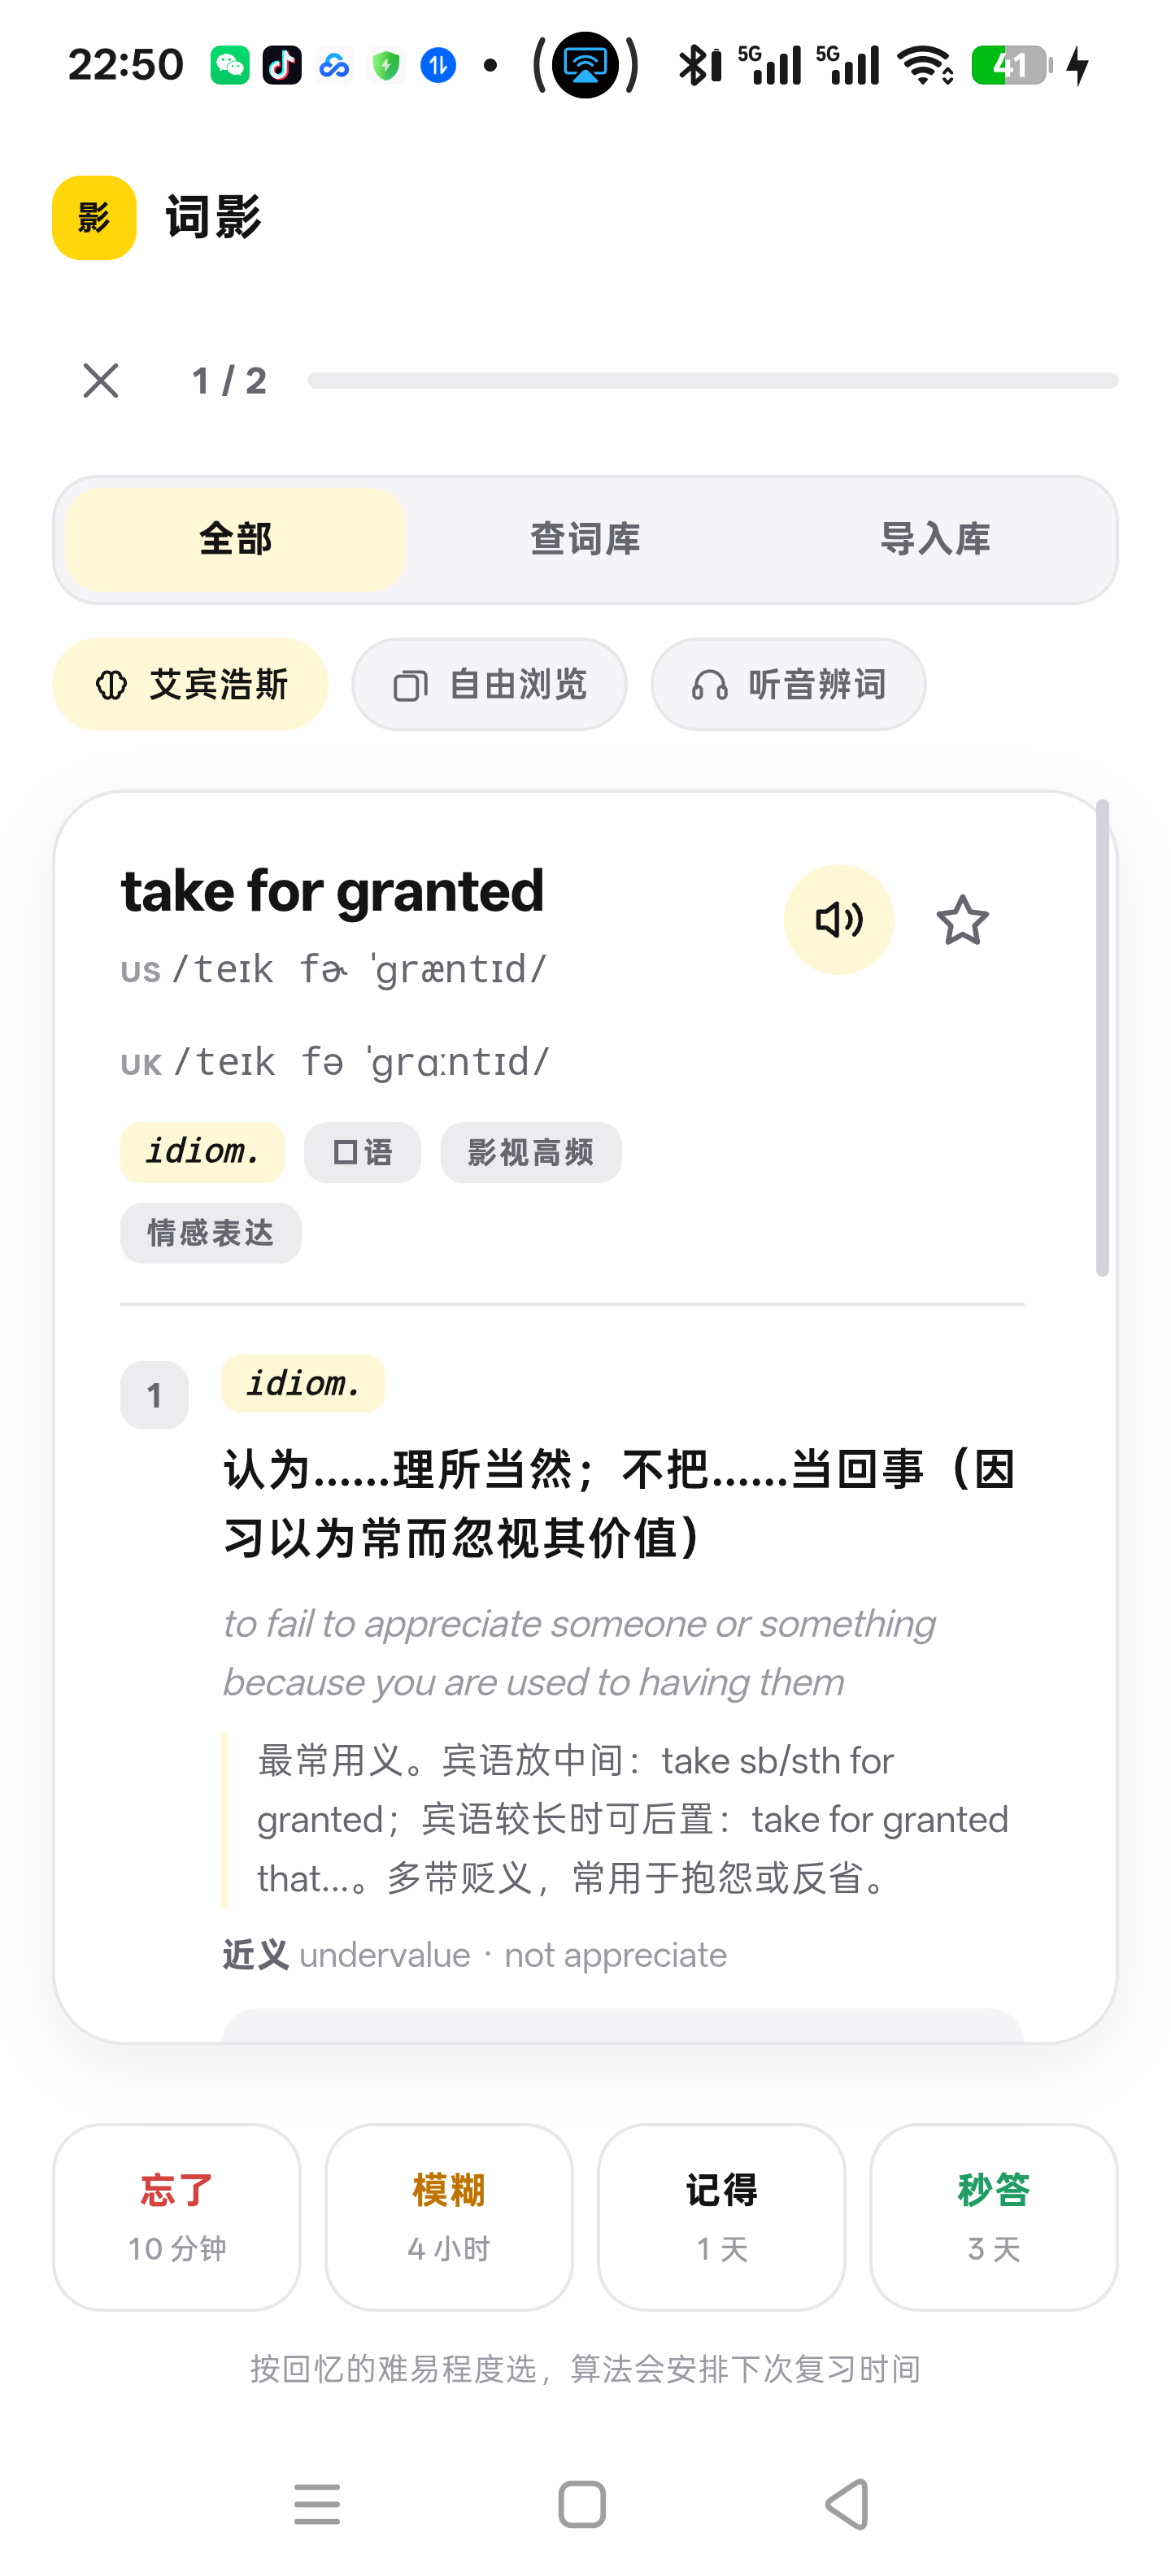 22:50 5G 5G 41
影 词影
1 / 2
全部 查词库 导入库
艾宾浩斯 自由浏览 听音辨词
take for granted
US /teɪk fɚ ˈɡræntɪd/
UK /teɪk fə ˈɡrɑːntɪd/
idiom. 口语 影视高频
情感表达
1 idiom.
认为……理所当然；不把……当回事（因
习以为常而忽视其价值）
to fail to appreciate someone or something
because you are used to having them
最常用义。宾语放中间：take sb/sth for
granted；宾语较长时可后置：take for granted
that...。多带贬义，常用于抱怨或反省。
近义 undervalue · not appreciate
忘了 模糊 记得 秒答
10 分钟 4 小时 1 天 3 天
按回忆的难易程度选，算法会安排下次复习时间